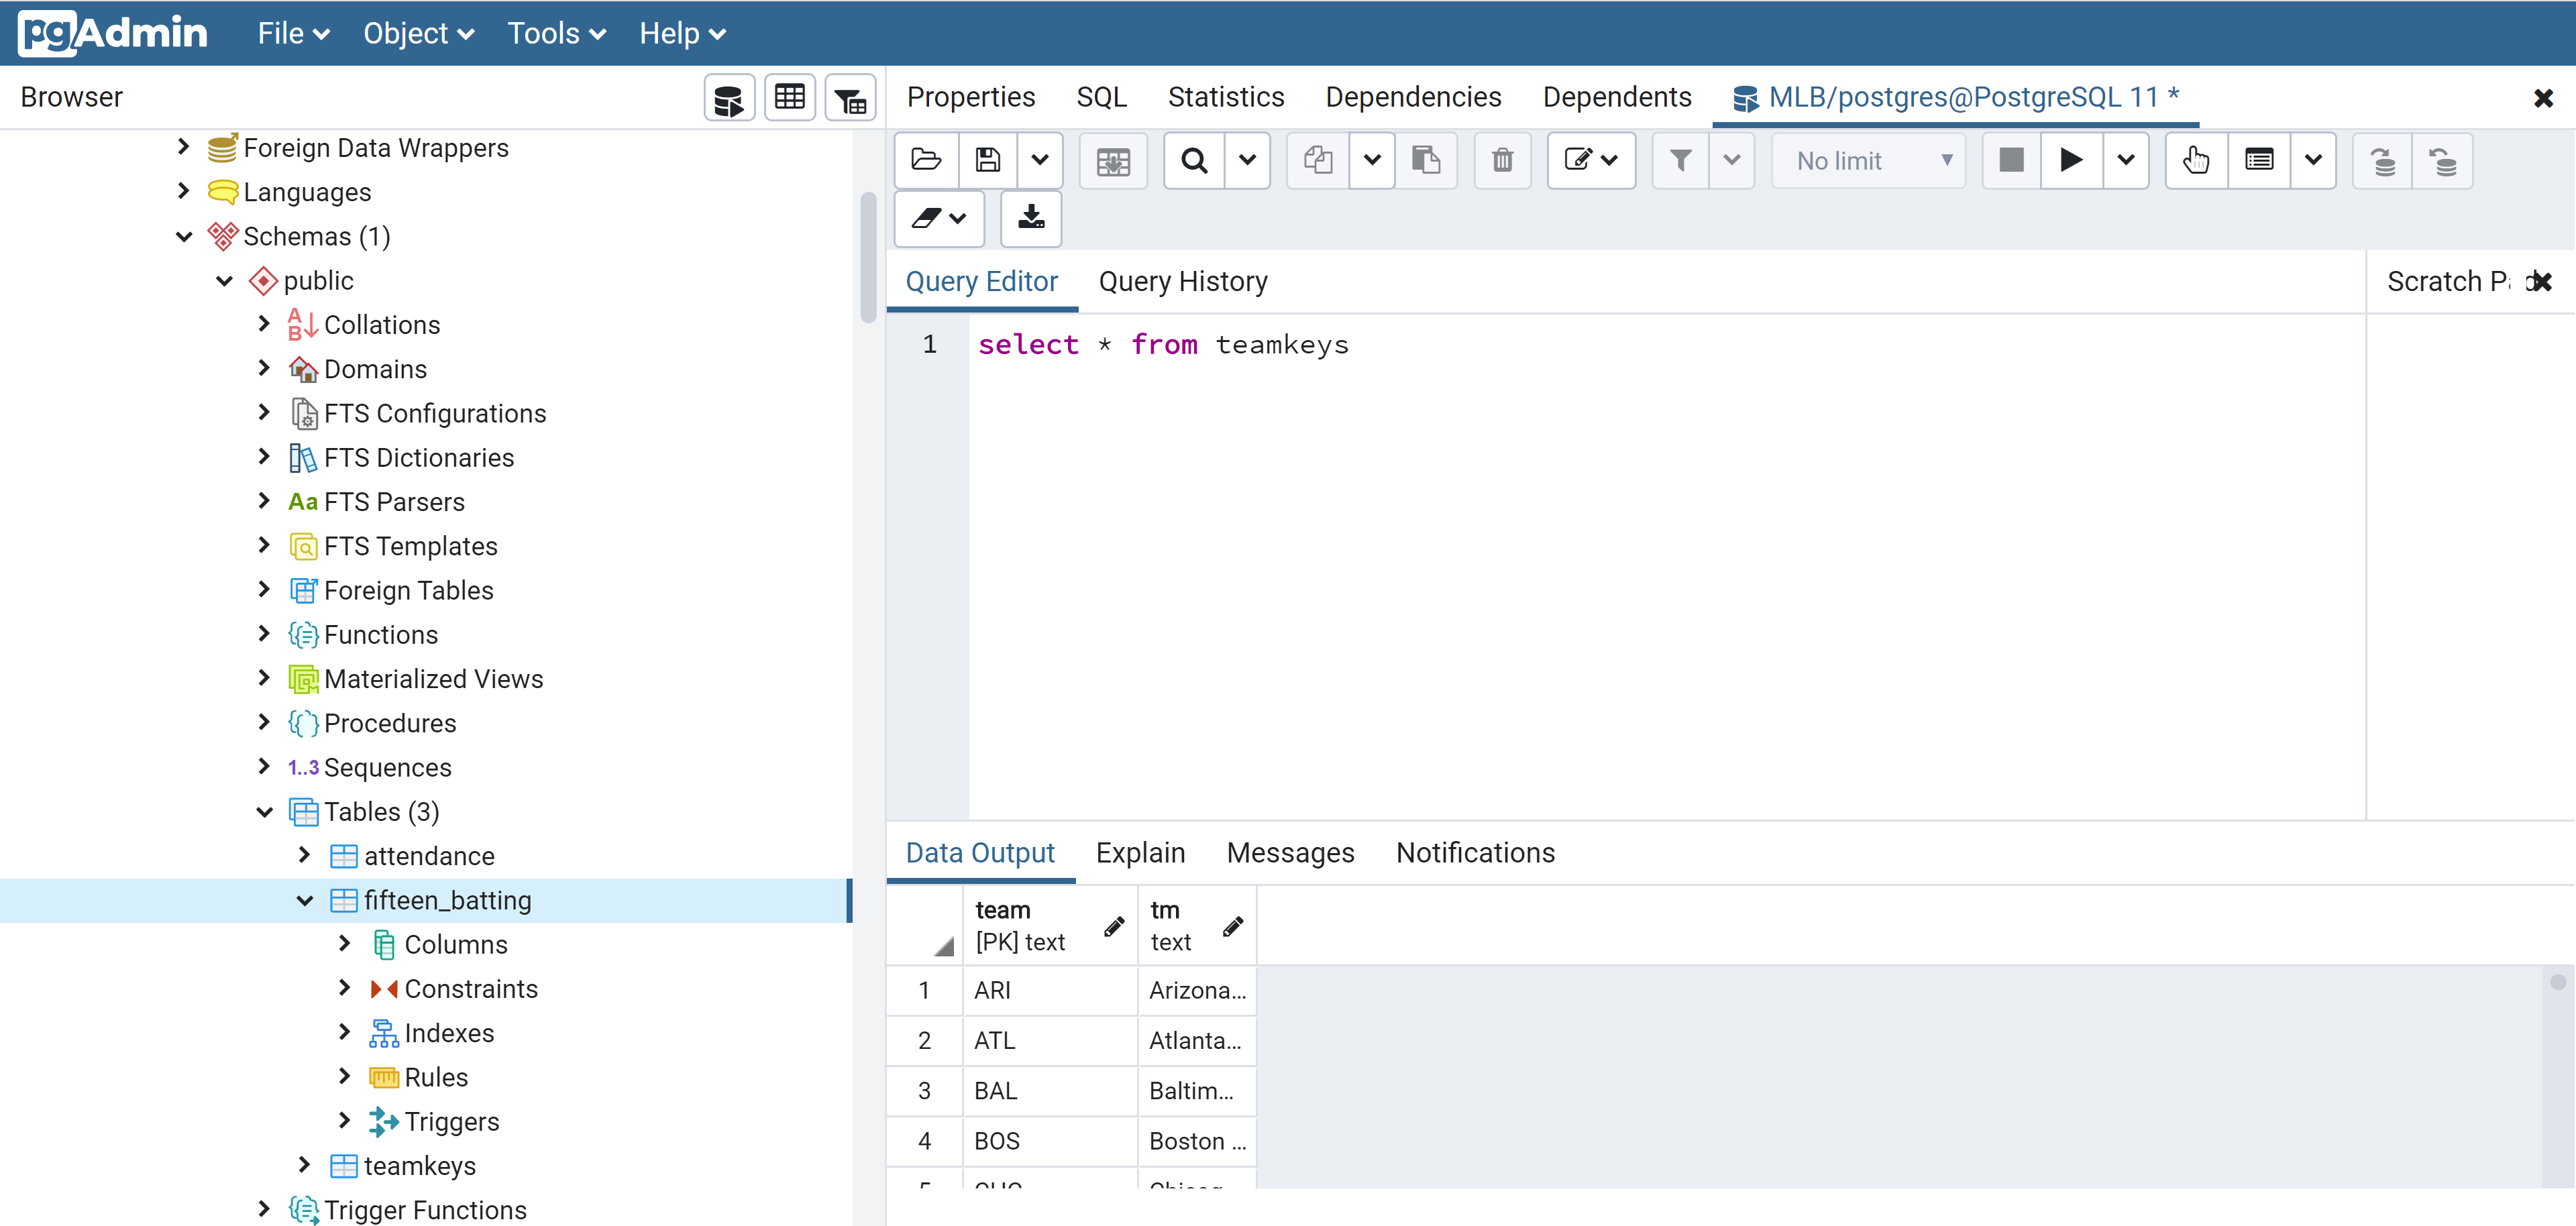 pgAdmin File Object Tools Help
Browser
Foreign Data Wrappers
Languages
Schemas (1)
public
Collations
Domains
FTS Configurations
FTS Dictionaries
Aa FTS Parsers
FTS Templates
Foreign Tables
Functions
Materialized Views
Procedures
1..3 Sequences
Tables (3)
attendance
fifteen_batting
Columns
Constraints
Indexes
Rules
Triggers
teamkeys
Trigger Functions
Properties SQL Statistics Dependencies Dependents MLB/postgres@PostgreSQL 11 *
No limit
Query Editor Query History
Scratch
1 select * from teamkeys
Data Output Explain Messages Notifications
team tm
[PK] text text
1 ARI Arizona...
2 ATL Atlanta...
3 BAL Baltim...
4 BOS Boston ...